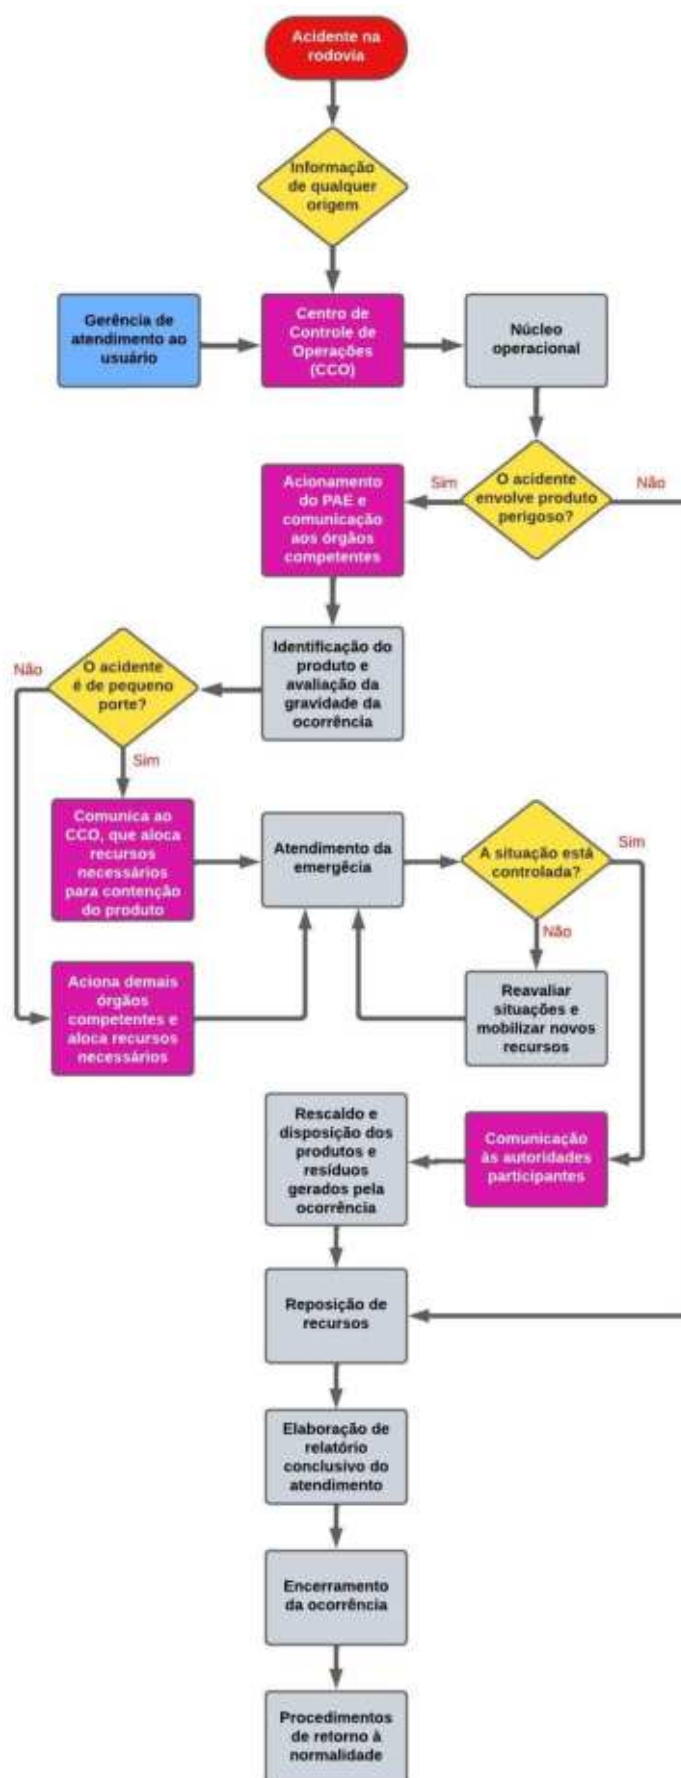 Acidente na
rodovia
Informação
de qualquer
origem
Gerência de
atendimento ao
usuário
Centro de
Controle de
Operações
(CCO)
Núcleo
operacional
O acidente
envolve produto
perigoso?
Sim
Não
Acionamento
do PAE e
comunicação
aos órgãos
competentes
Identificação do
produto e
avaliação da
gravidade da
ocorrência
O acidente
é de pequeno
porte?
Não
Sim
Comunica ao
CCO, que aloca
recursos
necessários
para contenção
do produto
Atendimento da
emergêcia
A situação está
controlada?
Sim
Não
Aciona demais
órgãos
competentes e
aloca recursos
necessários
Reavaliar
situações e
mobilizar novos
recursos
Rescaldo e
disposição dos
produtos e
resíduos
gerados pela
ocorrência
Comunicação
às autoridades
participantes
Reposição de
recursos
Elaboração de
relatório
conclusivo do
atendimento
Encerramento
da ocorrência
Procedimentos
de retorno à
normalidade